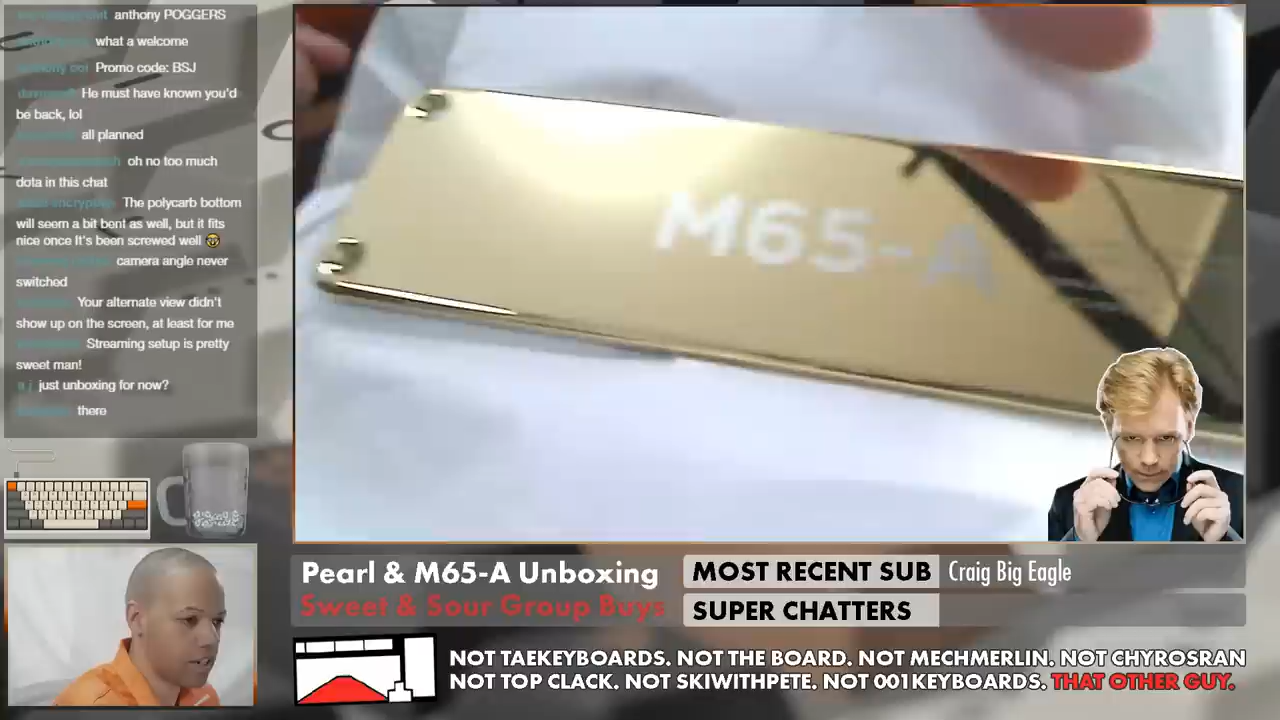 anthony POGGERS
what a welcome
Promo code: BSJ
He must have known you'd
be back, lol
all planned
oh no too much
dota in this chat
The polycarb bottom
will seem a bit bent as well, but it fits
nice once It's been screwed well
camera angle never
switched
Your alternate view didn't
show up on the screen, at least for me
Streaming setup is pretty
sweet man!
a j just unboxing for now?
there
M65-A
Pearl & M65-A Unboxing
Sweet & Sour Group Buys
MOST RECENT SUB Craig Big Eagle
SUPER CHATTERS
NOT TAEKEYBOARDS. NOT THE BOARD. NOT MECHMERLIN. NOT CHYROSRAN
NOT TOP CLACK. NOT SKIWITHPETE. NOT 001KEYBOARDS. THAT OTHER GUY.